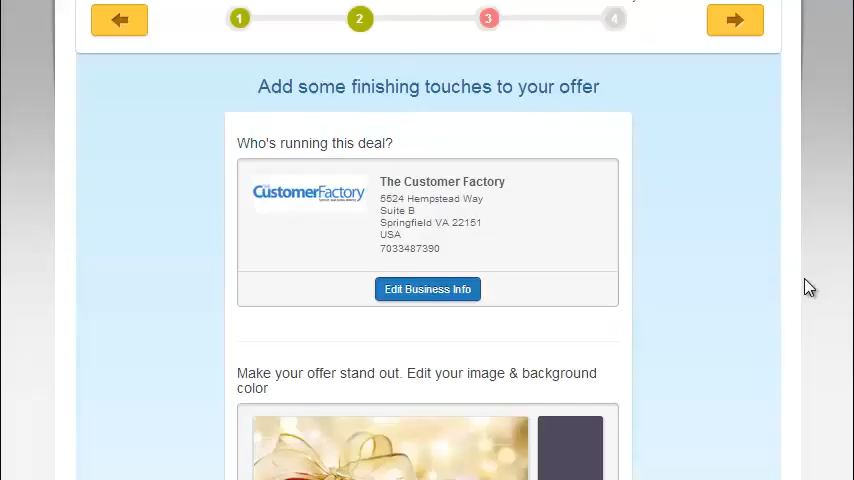 1 2 3 4
Add some finishing touches to your offer
Who's running this deal?
CustomerFactory
The Customer Factory
5524 Hempstead Way
Suite B
Springfield VA 22151
USA
7033487390
Edit Business Info
Make your offer stand out. Edit your image & background
color